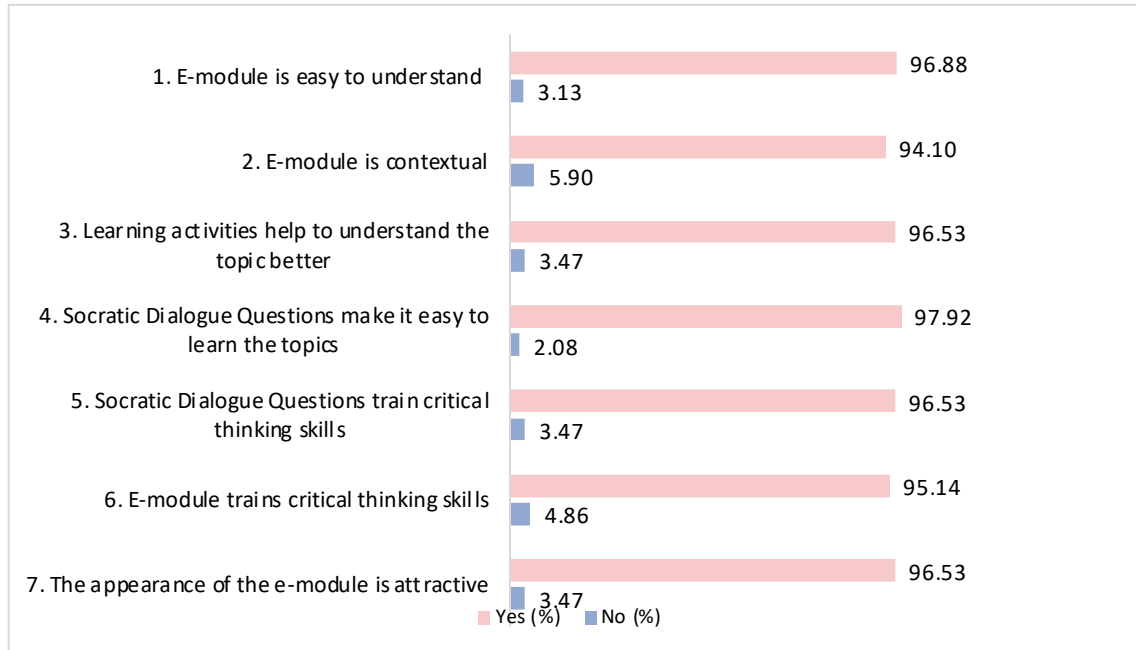 1. E-module is easy to understand
96.88
3.13
2. E-module is contextual
94.10
5.90
3. Learning activities help to understand the
topic better
96.53
3.47
4. Socratic Dialogue Questions make it easy to
learn the topics
97.92
2.08
5. Socratic Dialogue Questions train critical
thinking skills
96.53
3.47
6. E-module trains critical thinking skills
95.14
4.86
7. The appearance of the e-module is attractive
96.53
3.47
Yes (%) No (%)